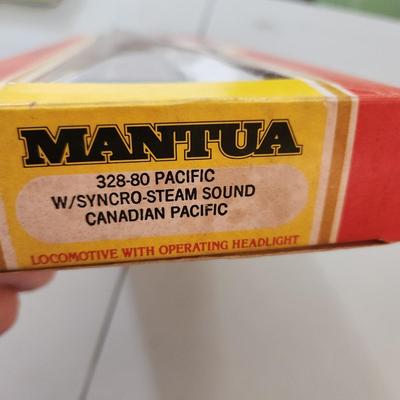 MANTUA
328-80 PACIFIC
W/SYNCRO-STEAM SOUND
CANADIAN PACIFIC
LOCOMOTIVE WITH OPERATING HEADLIGHT